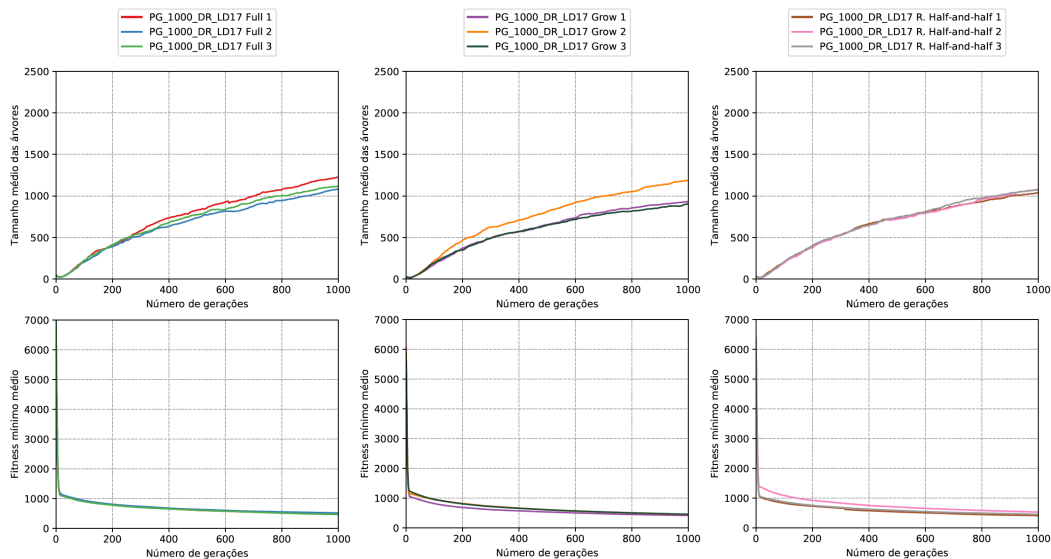 PG_1000_DR_LD17 Full 1
PG_1000_DR_LD17 Full 2
PG_1000_DR_LD17 Full 3
PG_1000_DR_LD17 Grow 1
PG_1000_DR_LD17 Grow 2
PG_1000_DR_LD17 Grow 3
PG_1000_DR_LD17 R. Half-and-half 1
PG_1000_DR_LD17 R. Half-and-half 2
PG_1000_DR_LD17 R. Half-and-half 3
Tamanho médio das árvores
2500
2000
1500
1000
500
0
0 200 400 600 800 1000
Número de gerações
Tamanho médio das árvores
2500
2000
1500
1000
500
0
0 200 400 600 800 1000
Número de gerações
Tamanho médio das árvores
2500
2000
1500
1000
500
0
0 200 400 600 800 1000
Número de gerações
Fitness mínimo médio
7000
6000
5000
4000
3000
2000
1000
0
0 200 400 600 800 1000
Número de gerações
Fitness mínimo médio
7000
6000
5000
4000
3000
2000
1000
0
0 200 400 600 800 1000
Número de gerações
Fitness mínimo médio
7000
6000
5000
4000
3000
2000
1000
0
0 200 400 600 800 1000
Número de gerações